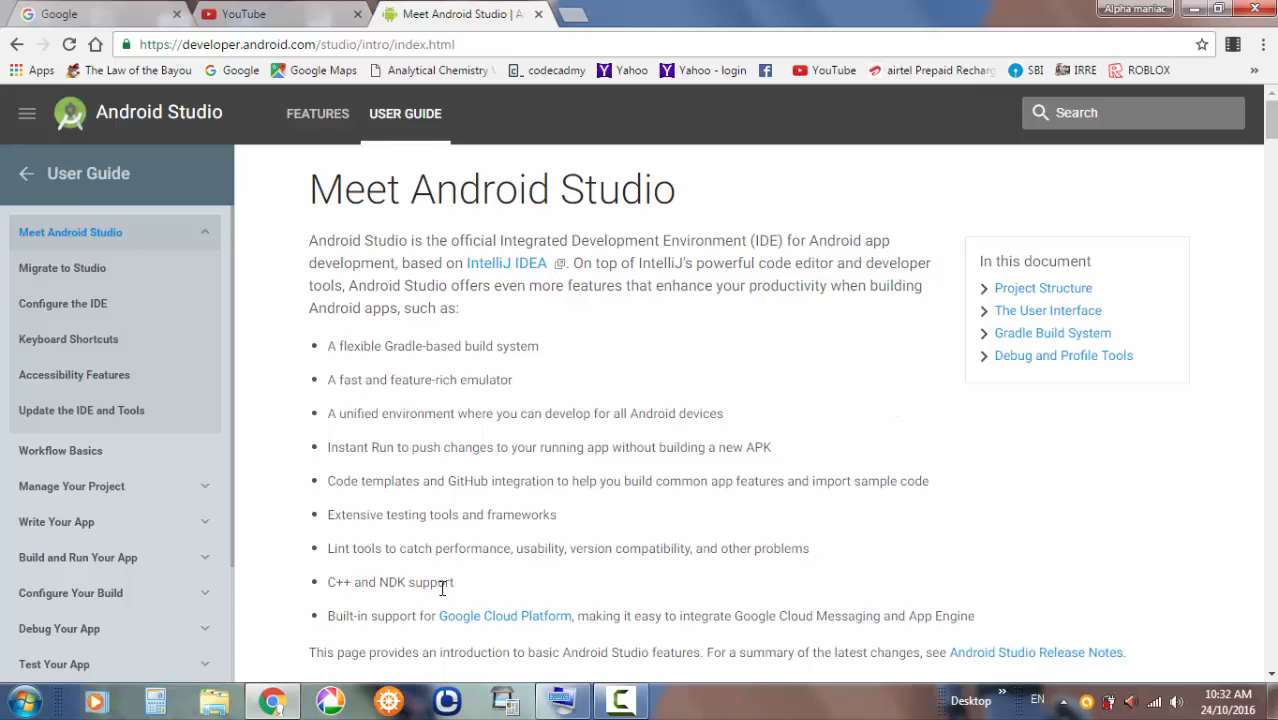 Google
YouTube
Meet Android Studio | A
Alpha maniac
https://developer.android.com/studio/intro/index.html
Apps
The Law of the Bayou
Google
Google Maps
Analytical Chemistry
codecadmy
Yahoo
Yahoo - login
YouTube
airtel Prepaid Recharg
SBI
IRRE
ROBLOX
Android Studio
FEATURES
USER GUIDE
Search
User Guide
Meet Android Studio
Migrate to Studio
Configure the IDE
Keyboard Shortcuts
Accessibility Features
Update the IDE and Tools
Workflow Basics
Manage Your Project
Write Your App
Build and Run Your App
Configure Your Build
Debug Your App
Test Your App
Meet Android Studio
Android Studio is the official Integrated Development Environment (IDE) for Android app
development, based on IntelliJ IDEA . On top of IntelliJ's powerful code editor and developer
tools, Android Studio offers even more features that enhance your productivity when building
Android apps, such as:
• A flexible Gradle-based build system
• A fast and feature-rich emulator
• A unified environment where you can develop for all Android devices
• Instant Run to push changes to your running app without building a new APK
• Code templates and GitHub integration to help you build common app features and import sample code
• Extensive testing tools and frameworks
• Lint tools to catch performance, usability, version compatibility, and other problems
• C++ and NDK support
• Built-in support for Google Cloud Platform, making it easy to integrate Google Cloud Messaging and App Engine
This page provides an introduction to basic Android Studio features. For a summary of the latest changes, see Android Studio Release Notes.
In this document
Project Structure
The User Interface
Gradle Build System
Debug and Profile Tools
Desktop
EN
10:32 AM
24/10/2016